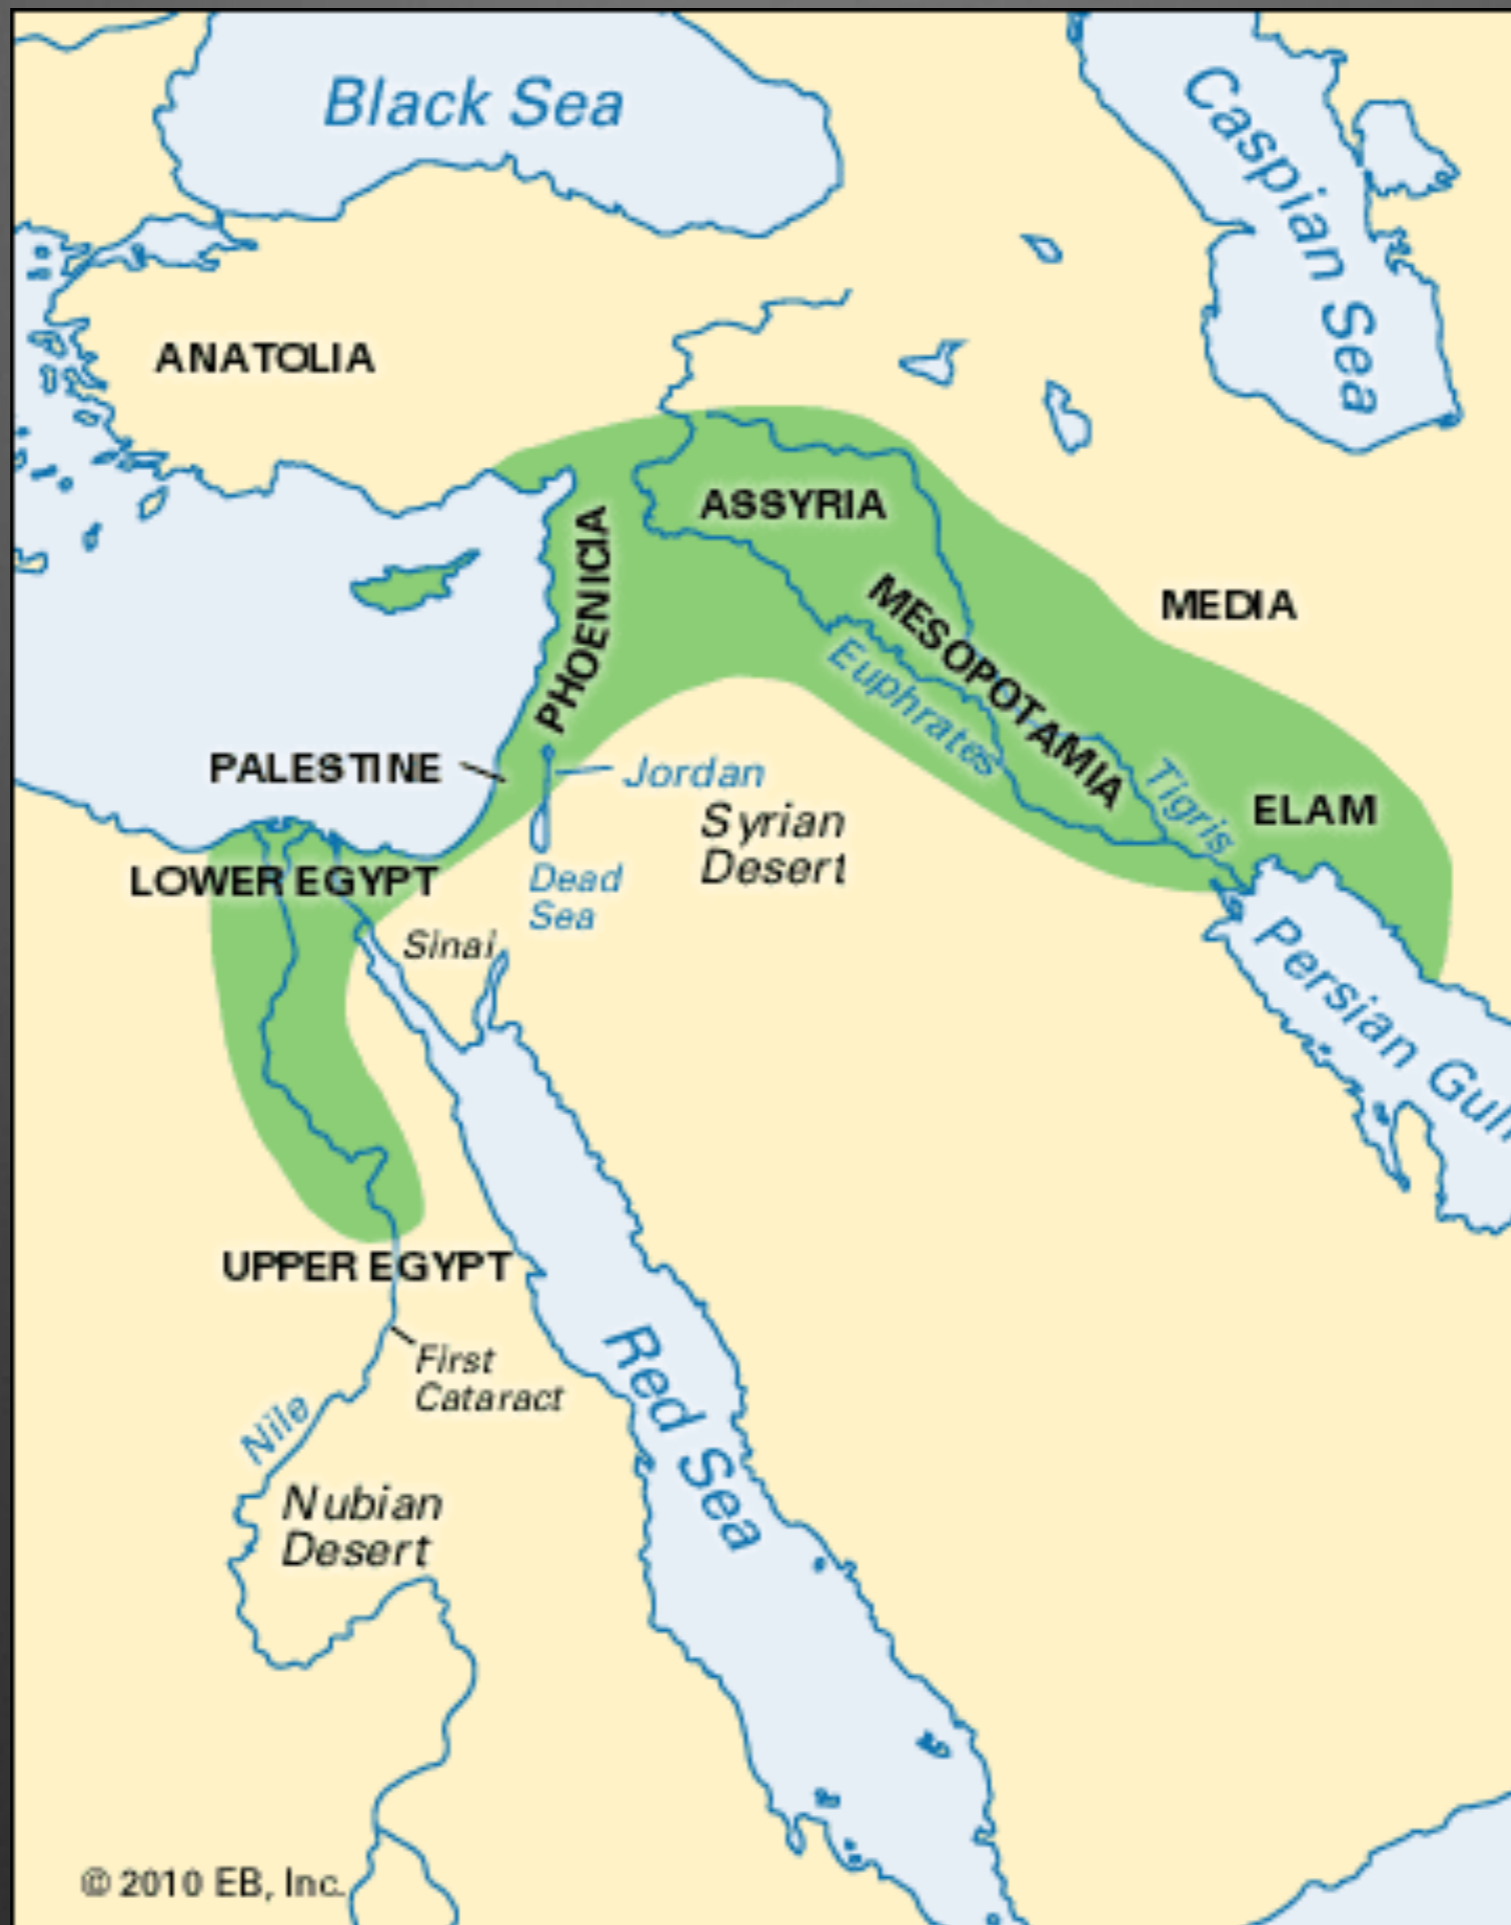 Black Sea
Caspian Sea
ANATOLIA
ASSYRIA
PHOENICIA
MESOPOTAMIA
MEDIA
Euphrates
PALESTINE
Jordan
Tigris
ELAM
Syrian
Desert
LOWER EGYPT
Dead
Sea
Sinai
Persian Gulf
UPPER EGYPT
First
Cataract
Red Sea
Nile
Nubian
Desert
© 2010 EB, Inc.